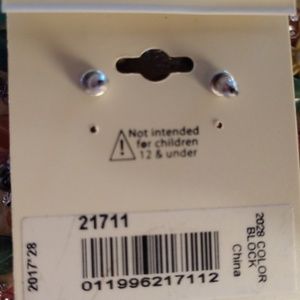 Not intended
for children
12 & under
21711
011996217112
2017*28
2028 COLOR
BLOCK
China